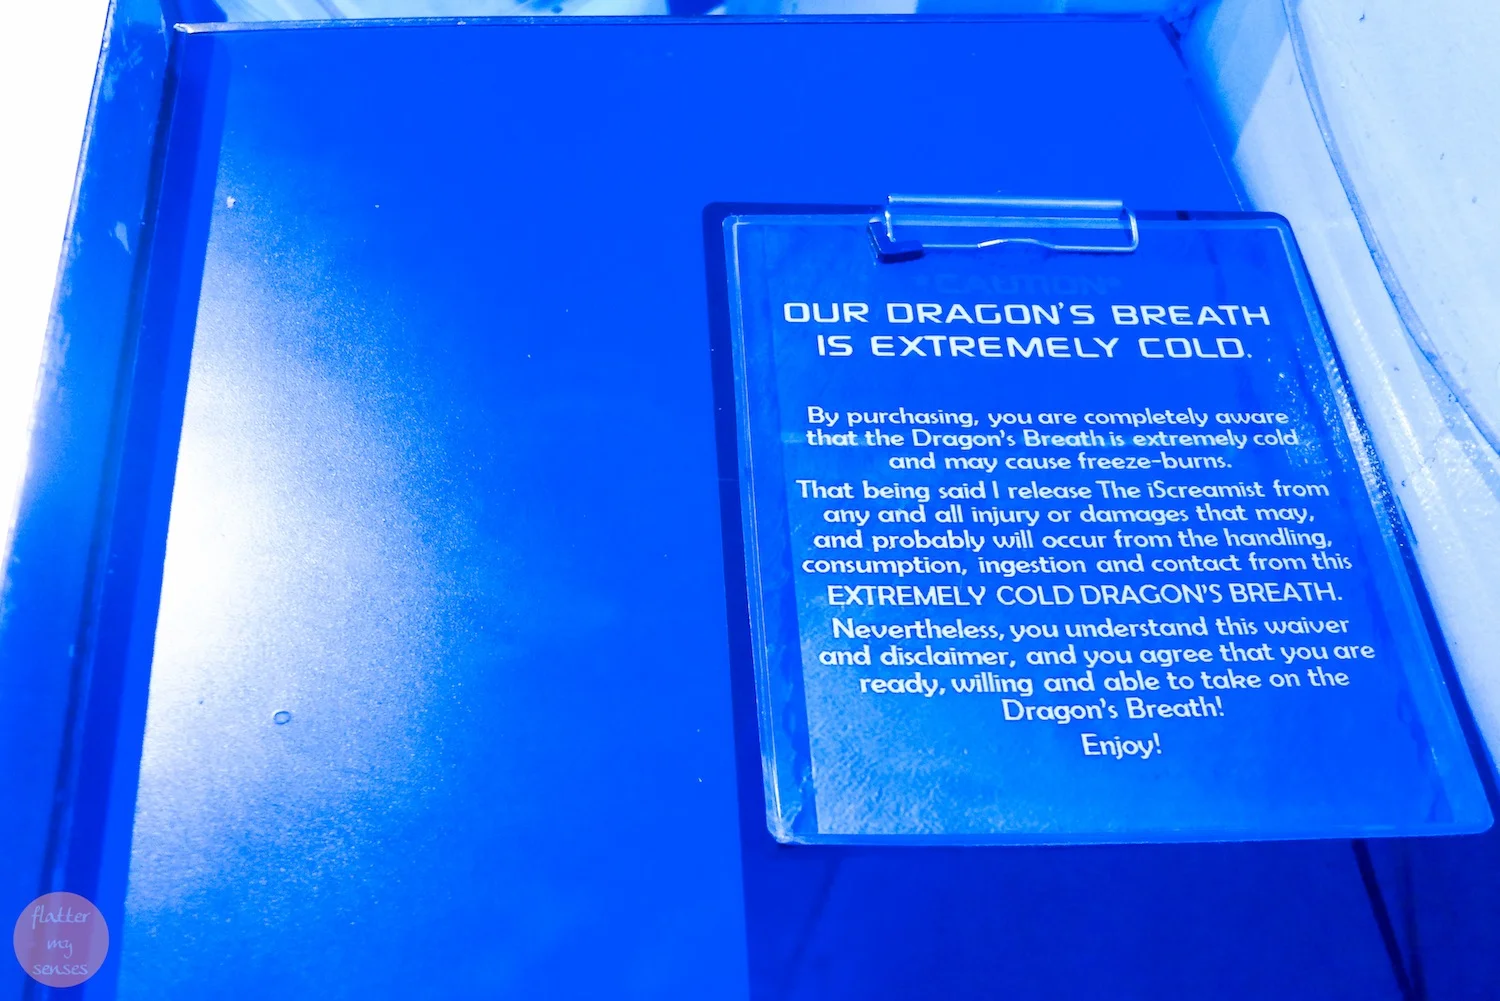 *CAUTION*
OUR DRAGON'S BREATH
IS EXTREMELY COLD.
By purchasing, you are completely aware
that the Dragon's Breath is extremely cold
and may cause freeze-burns.
That being said I release The iScreamist from
any and all injury or damages that may,
and probably will occur from the handling,
consumption, ingestion and contact from this
EXTREMELY COLD DRAGON'S BREATH.
Nevertheless, you understand this waiver
and disclaimer, and you agree that you are
ready, willing and able to take on the
Dragon's Breath!
Enjoy!
flatter
my
senses